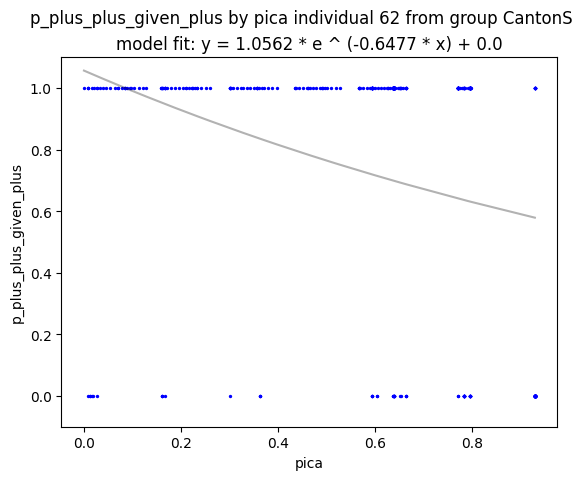 p_plus_plus_given_plus by pica individual 62 from group CantonS
model fit: y = 1.0562 * e ^ (-0.6477 * x) + 0.0
p_plus_plus_given_plus
1.0
0.8
0.6
0.4
0.2
0.0
0.0 0.2 0.4 0.6 0.8
pica